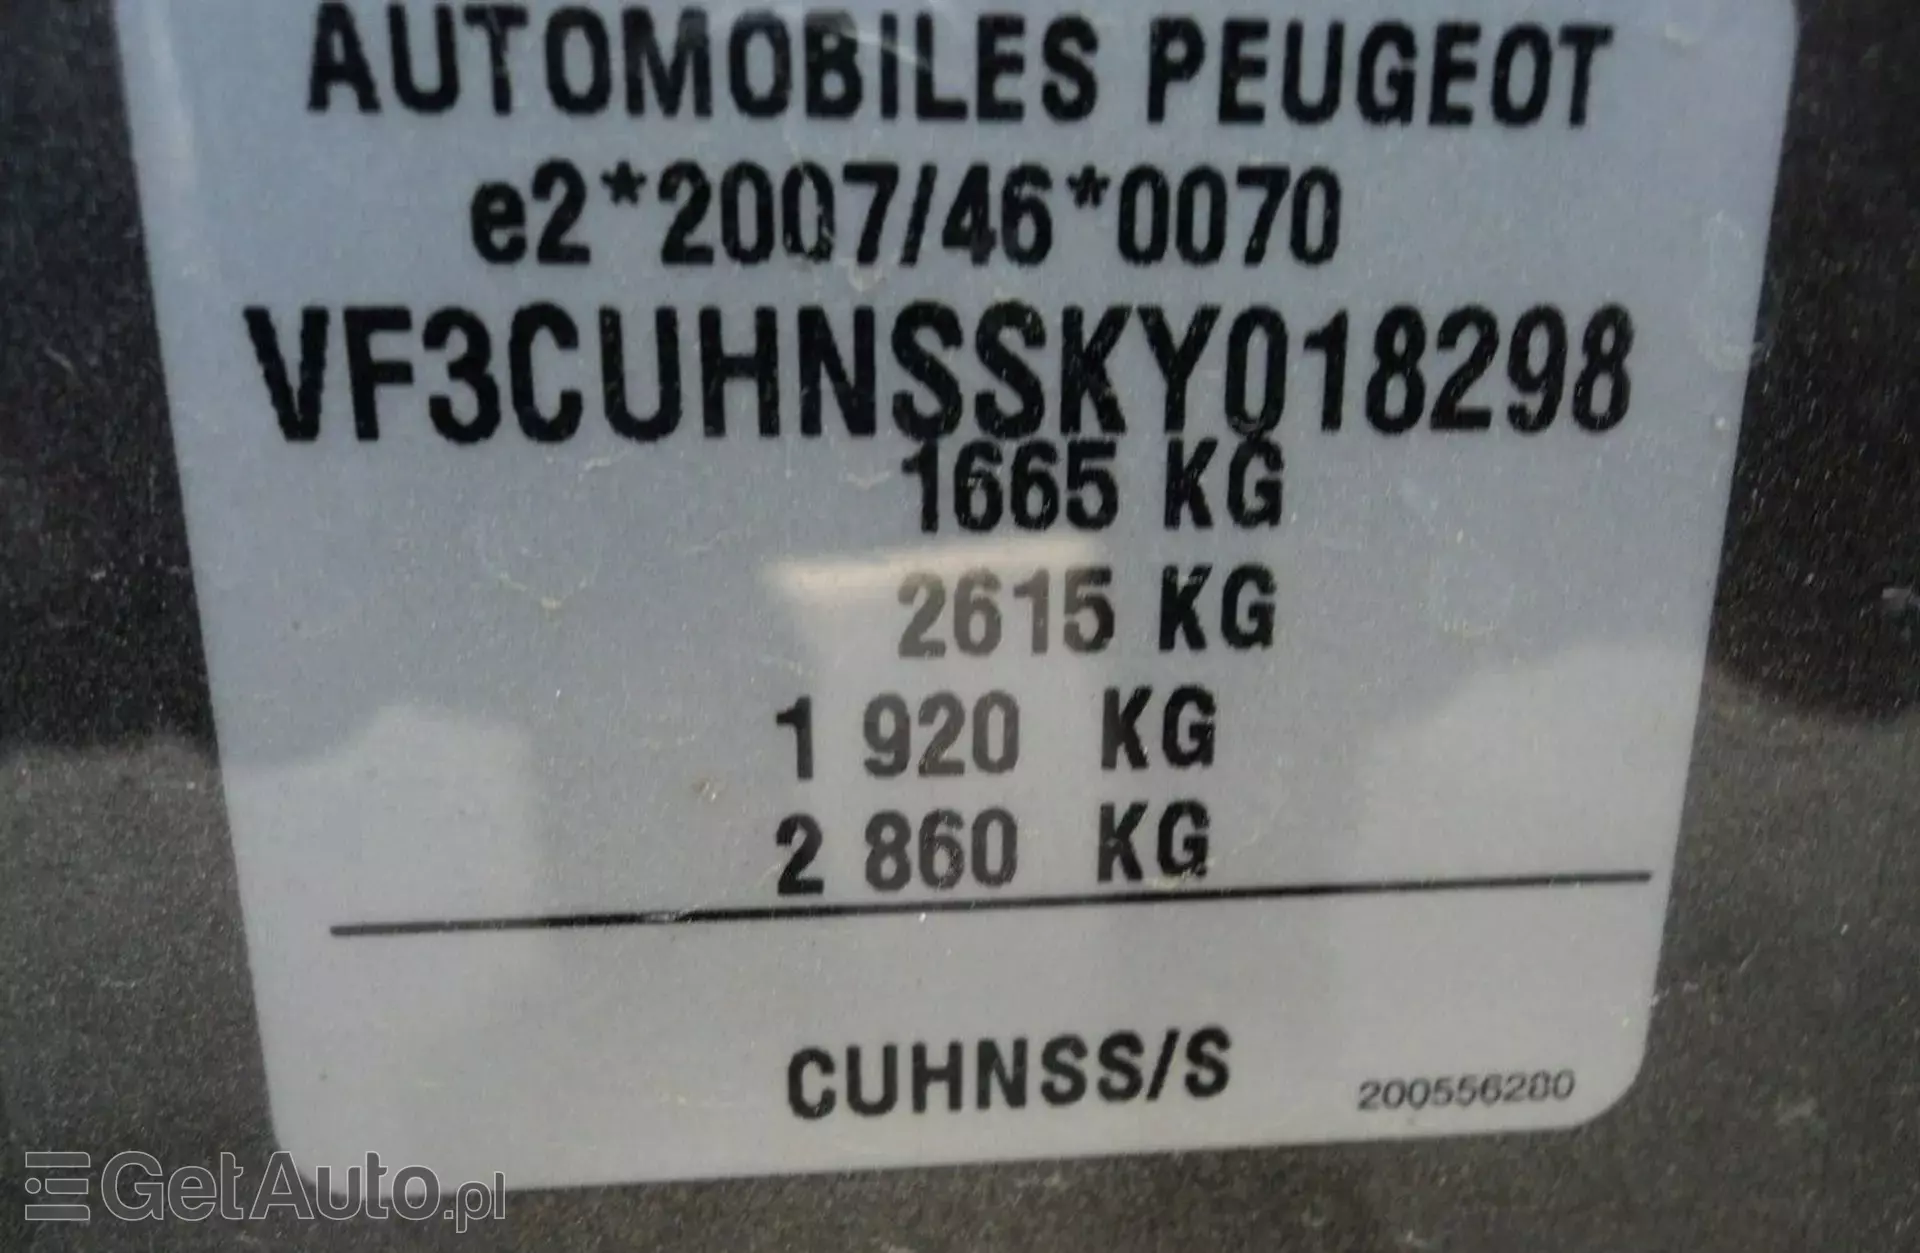 AUTOMOBILES PEUGEOT
e2*2007/46*0070
VF3CUHNSSKY018298
1665 KG
2615 KG
1 920 KG
2 860 KG
CUHNSS/S
200556280
GetAuto.pl